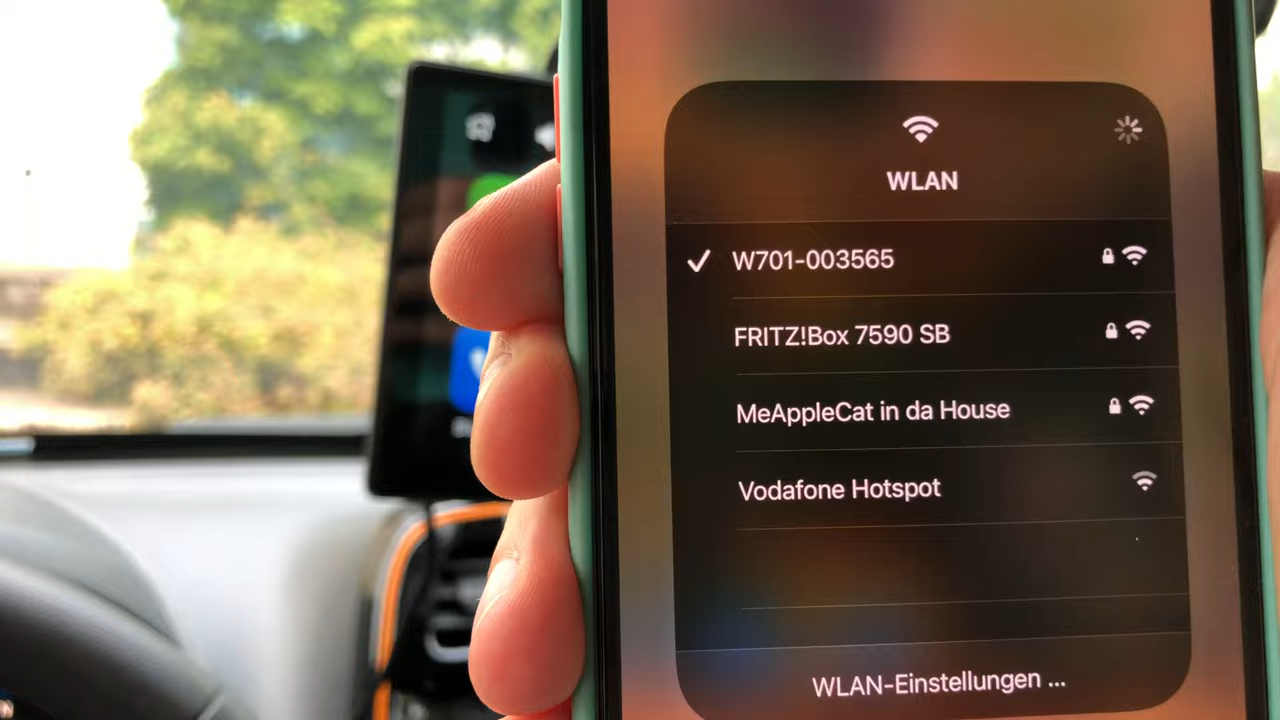 WLAN
W701-003565
FRITZ!Box 7590 SB
MeAppleCat in da House
Vodafone Hotspot
WLAN-Einstellungen ...